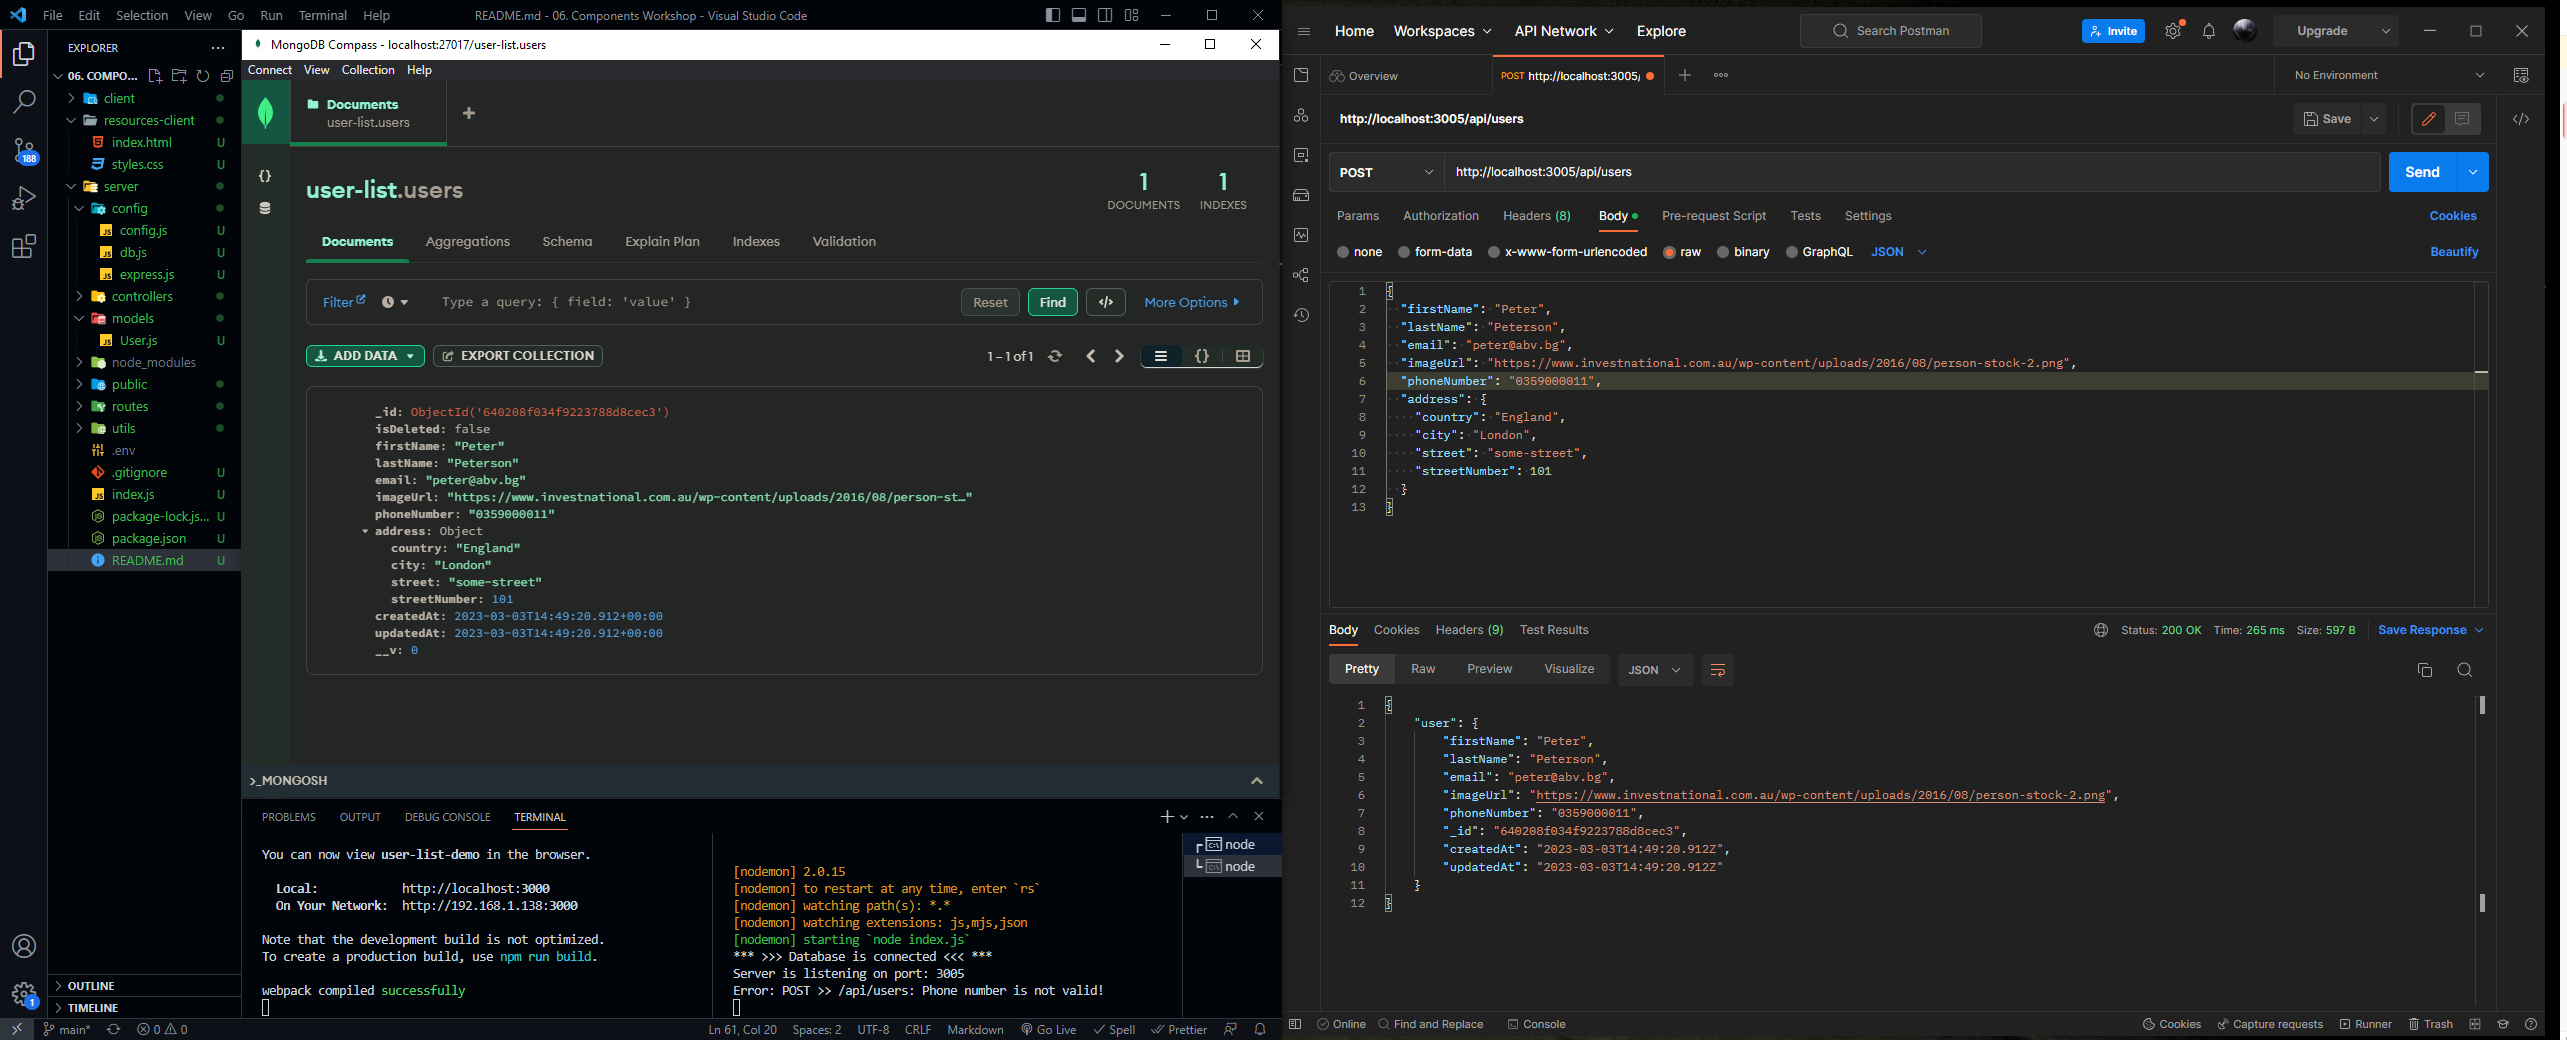 File Edit Selection View Go Run Terminal Help
README.md - 06. Components Workshop - Visual Studio Code
EXPLORER
06. COMPO...
client
resources-client
index.html U
styles.css U
server
config
config.js U
db.js U
express.js U
controllers
models
User.js U
node_modules
public
routes
utils
.env
.gitignore U
index.js U
package-lock.js... U
package.json U
README.md U
OUTLINE
TIMELINE
188
1
MongoDB Compass - localhost:27017/user-list.users
Connect View Collection Help
Documents
user-list.users
user-list.users
1 DOCUMENTS
1 INDEXES
Documents Aggregations Schema Explain Plan Indexes Validation
Filter Type a query: { field: 'value' } Reset Find </> More Options
ADD DATA EXPORT COLLECTION 1 – 1 of 1 {}
_id: ObjectId('640208f034f9223788d8cec3')
isDeleted: false
firstName: "Peter"
lastName: "Peterson"
email: "peter@abv.bg"
imageUrl: "https://www.investnational.com.au/wp-content/uploads/2016/08/person-st…"
phoneNumber: "0359000011"
address: Object
country: "England"
city: "London"
street: "some-street"
streetNumber: 101
createdAt: 2023-03-03T14:49:20.912+00:00
updatedAt: 2023-03-03T14:49:20.912+00:00
__v: 0
>_MONGOSH
PROBLEMS OUTPUT DEBUG CONSOLE TERMINAL
You can now view user-list-demo in the browser.
Local: http://localhost:3000
On Your Network: http://192.168.1.138:3000
Note that the development build is not optimized.
To create a production build, use npm run build.
webpack compiled successfully
[nodemon] 2.0.15
[nodemon] to restart at any time, enter `rs`
[nodemon] watching path(s): *.*
[nodemon] watching extensions: js,mjs,json
[nodemon] starting `node index.js`
*** >>> Database is connected <<< ***
Server is listening on port: 3005
Error: POST >> /api/users: Phone number is not valid!
node
node
main* 0 0 Ln 61, Col 20 Spaces: 2 UTF-8 CRLF Markdown Go Live Spell Prettier
Home Workspaces API Network Explore Search Postman Invite Upgrade
Overview POST http://localhost:3005/ No Environment
http://localhost:3005/api/users Save </>
POST http://localhost:3005/api/users Send
Params Authorization Headers (8) Body Pre-request Script Tests Settings Cookies
none form-data x-www-form-urlencoded raw binary GraphQL JSON Beautify
1 {
2 "firstName": "Peter",
3 "lastName": "Peterson",
4 "email": "peter@abv.bg",
5 "imageUrl": "https://www.investnational.com.au/wp-content/uploads/2016/08/person-stock-2.png",
6 "phoneNumber": "0359000011",
7 "address": {
8 "country": "England",
9 "city": "London",
10 "street": "some-street",
11 "streetNumber": 101
12 }
13 }
Body Cookies Headers (9) Test Results Status: 200 OK Time: 265 ms Size: 597 B Save Response
Pretty Raw Preview Visualize JSON
1 {
2 "user": {
3 "firstName": "Peter",
4 "lastName": "Peterson",
5 "email": "peter@abv.bg",
6 "imageUrl": "https://www.investnational.com.au/wp-content/uploads/2016/08/person-stock-2.png",
7 "phoneNumber": "0359000011",
8 "_id": "640208f034f9223788d8cec3",
9 "createdAt": "2023-03-03T14:49:20.912Z",
10 "updatedAt": "2023-03-03T14:49:20.912Z"
11 }
12 }
Online Find and Replace Console Cookies Capture requests Runner Trash